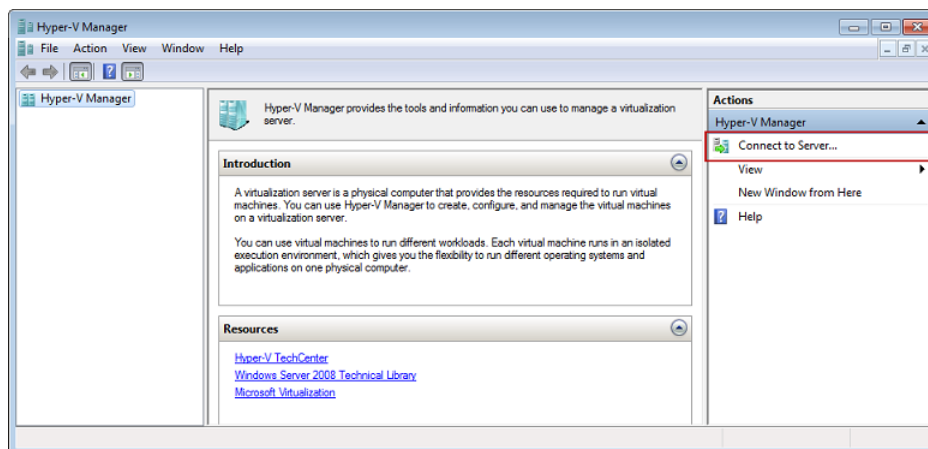 Hyper-V Manager
File Action View Window Help
Hyper-V Manager
Hyper-V Manager provides the tools and information you can use to manage a virtualization
server.
Introduction
A virtualization server is a physical computer that provides the resources required to run virtual
machines. You can use Hyper-V Manager to create, configure, and manage the virtual machines
on a virtualization server.
You can use virtual machines to run different workloads. Each virtual machine runs in an isolated
execution environment, which gives you the flexibility to run different operating systems and
applications on one physical computer.
Resources
Hyper-V TechCenter
Windows Server 2008 Technical Library
Microsoft Virtualization
Actions
Hyper-V Manager
Connect to Server...
View
New Window from Here
Help